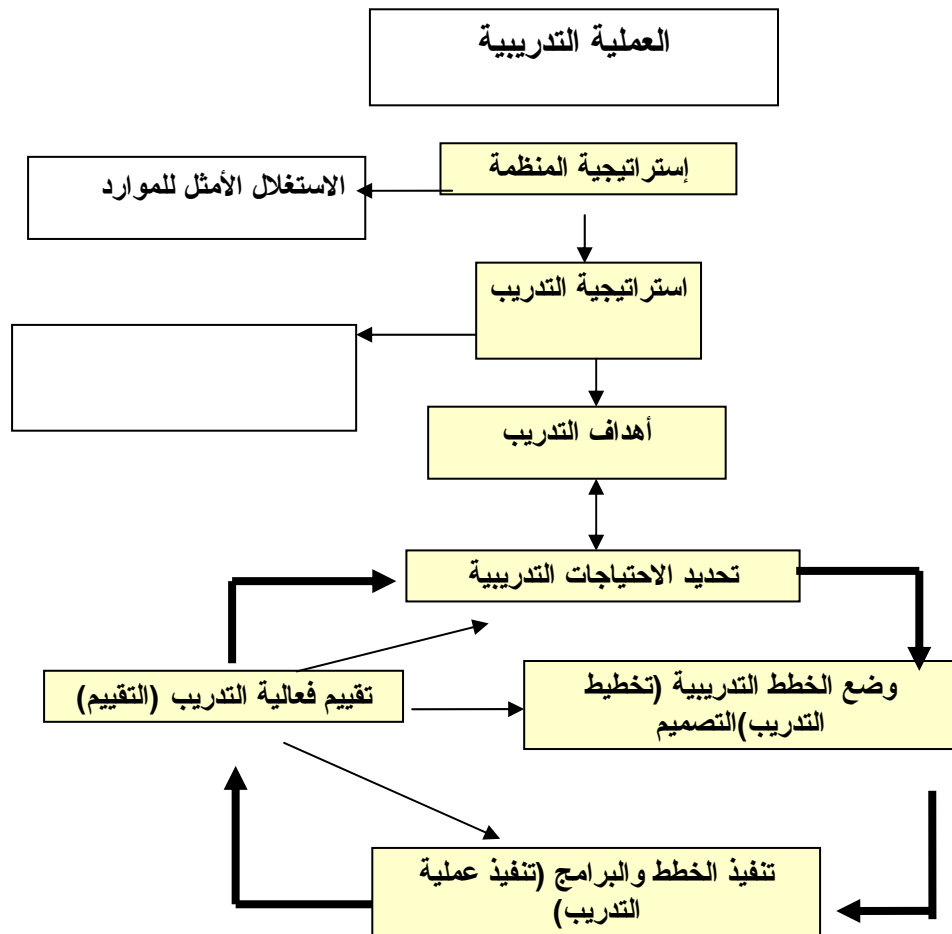 العملية التدريبية
إستراتيجية المنظمة
الاستغلال الأمثل للموارد
استراتيجية التدريب
أهداف التدريب
تحديد الاحتياجات التدريبية
وضع الخطط التدريبية (تخطيط
التدريب)التصميم
تقييم فعالية التدريب (التقييم)
تنفيذ الخطط والبرامج (تنفيذ عملية
التدريب)